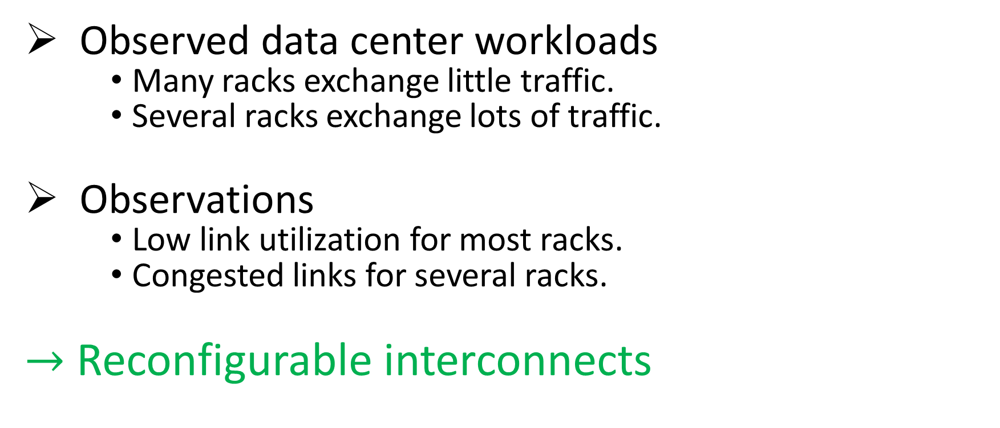 ➢ Observed data center workloads
• Many racks exchange little traffic.
• Several racks exchange lots of traffic.
➢ Observations
• Low link utilization for most racks.
• Congested links for several racks.
→ Reconfigurable interconnects